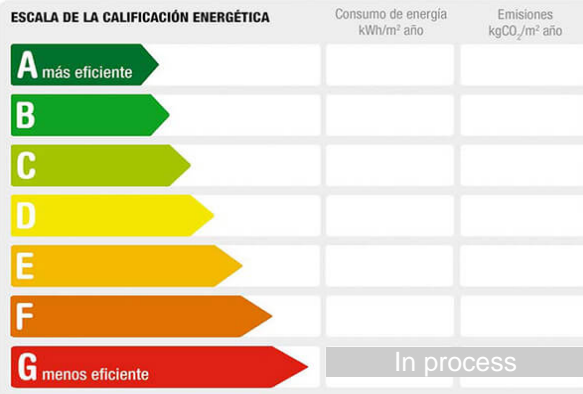 ESCALA DE LA CALIFICACIÓN ENERGÉTICA
Consumo de energía
kWh/m² año
Emisiones
kgCO₂/m² año
A más eficiente
B
C
D
E
F
G menos eficiente
In process